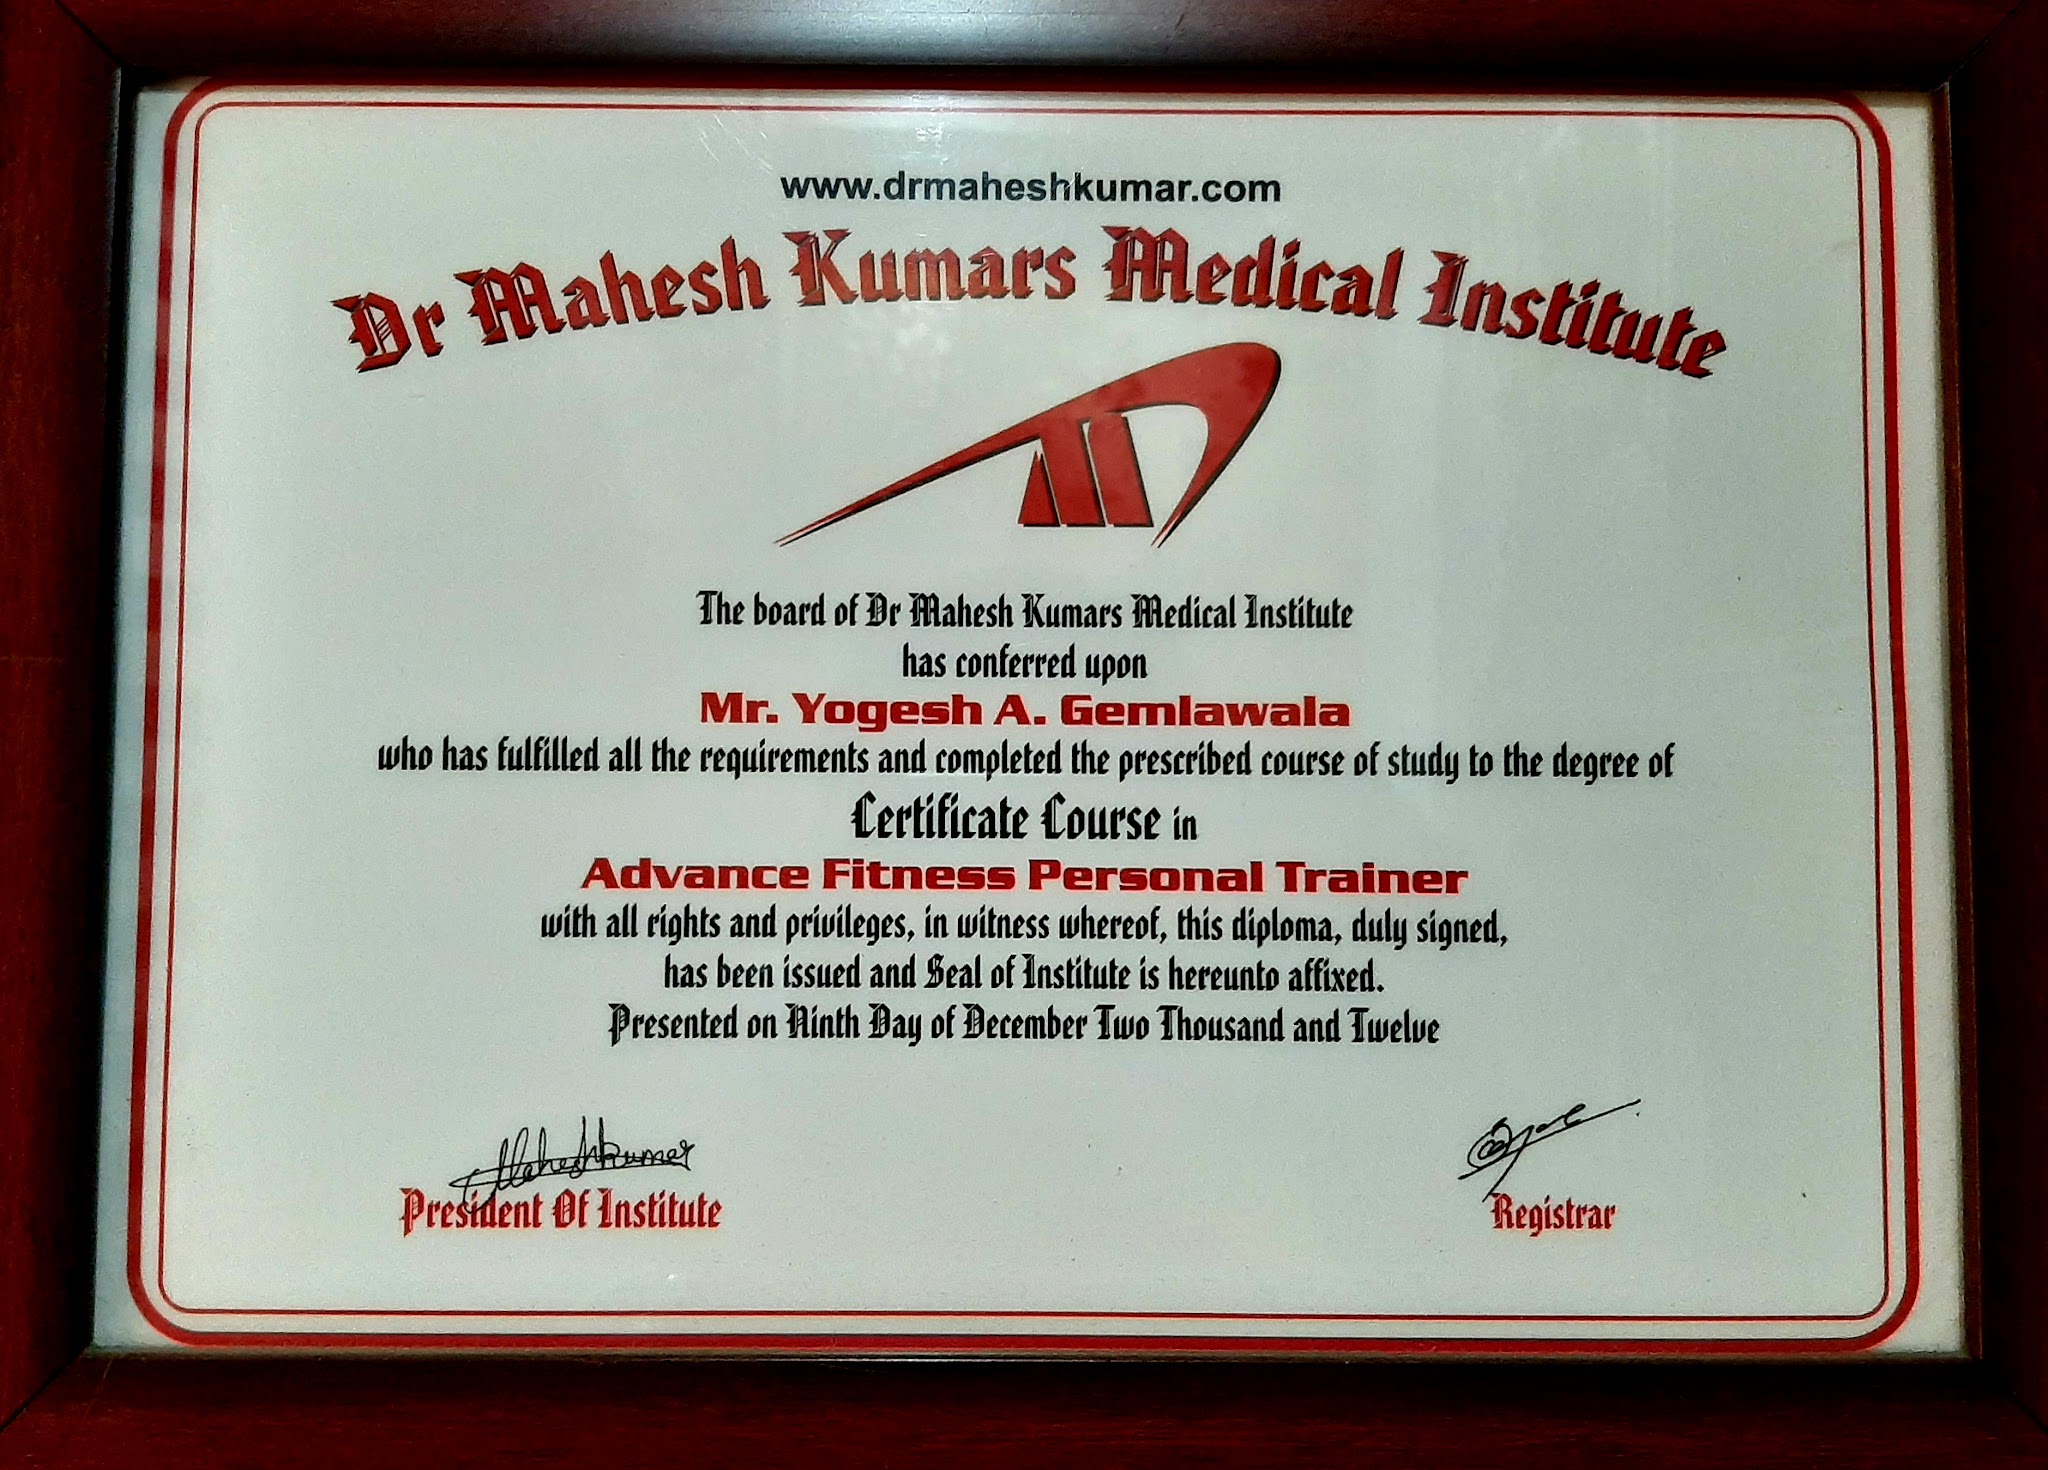 www.drmaheshkumar.com
Dr Mahesh Kumars Medical Institute
The board of Dr Mahesh Kumars Medical Institute
has conferred upon
Mr. Yogesh A. Gemlawala
who has fulfilled all the requirements and completed the prescribed course of study to the degree of
Certificate Course in
Advance Fitness Personal Trainer
with all rights and privileges, in witness whereof, this diploma, duly signed,
has been issued and Seal of Institute is hereunto affixed.
Presented on Ninth Day of December Two Thousand and Twelve
Maheshkumar
President Of Institute
Registrar